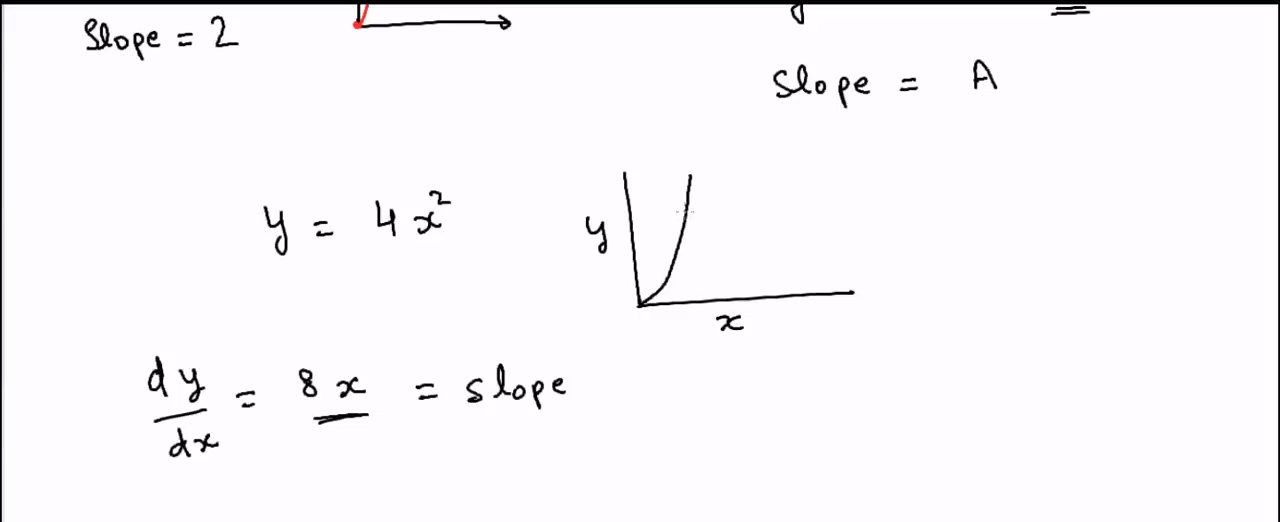 Slope = 2
Slope = A
y = 4x²
y
x
dy/dx = 8x = slope